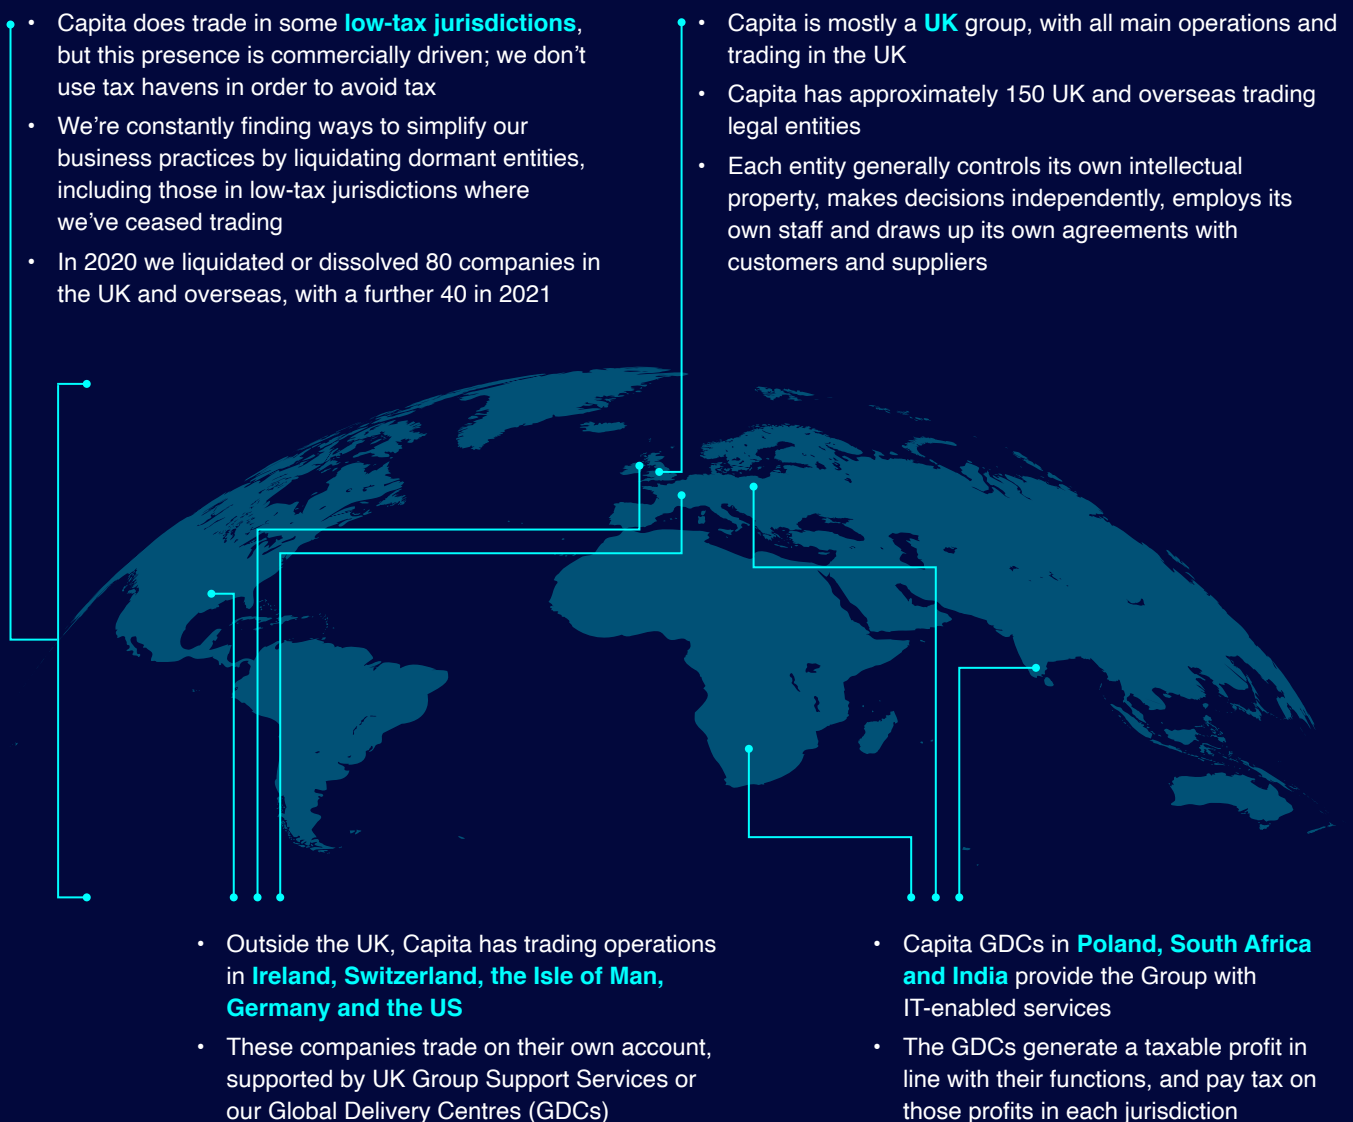 • Capita does trade in some low-tax jurisdictions,
but this presence is commercially driven; we don't
use tax havens in order to avoid tax
• We're constantly finding ways to simplify our
business practices by liquidating dormant entities,
including those in low-tax jurisdictions where
we've ceased trading
• In 2020 we liquidated or dissolved 80 companies in
the UK and overseas, with a further 40 in 2021
• Capita is mostly a UK group, with all main operations and
trading in the UK
• Capita has approximately 150 UK and overseas trading
legal entities
• Each entity generally controls its own intellectual
property, makes decisions independently, employs its
own staff and draws up its own agreements with
customers and suppliers
• Outside the UK, Capita has trading operations
in Ireland, Switzerland, the Isle of Man,
Germany and the US
• These companies trade on their own account,
supported by UK Group Support Services or
our Global Delivery Centres (GDCs)
• Capita GDCs in Poland, South Africa
and India provide the Group with
IT-enabled services
• The GDCs generate a taxable profit in
line with their functions, and pay tax on
those profits in each jurisdiction